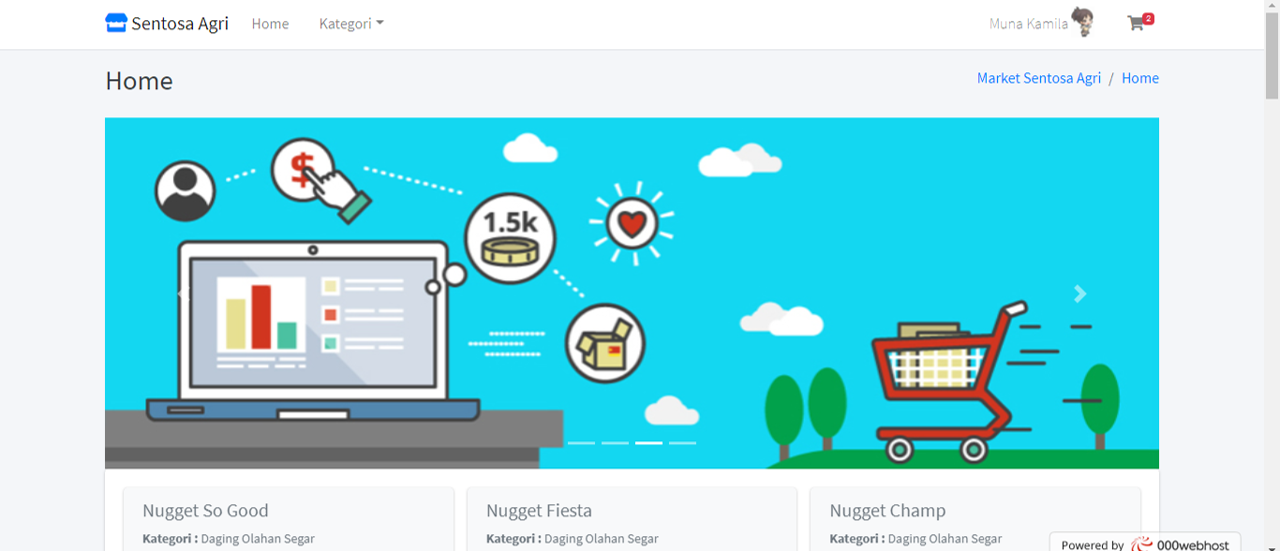 Sentosa Agri Home Kategori Muna Kamila 2
Home Market Sentosa Agri / Home
$
1.5k
Nugget So Good Nugget Fiesta Nugget Champ
Kategori : Daging Olahan Segar Kategori : Daging Olahan Segar Kategori : Daging Olahan Segar
Powered by 000webhost